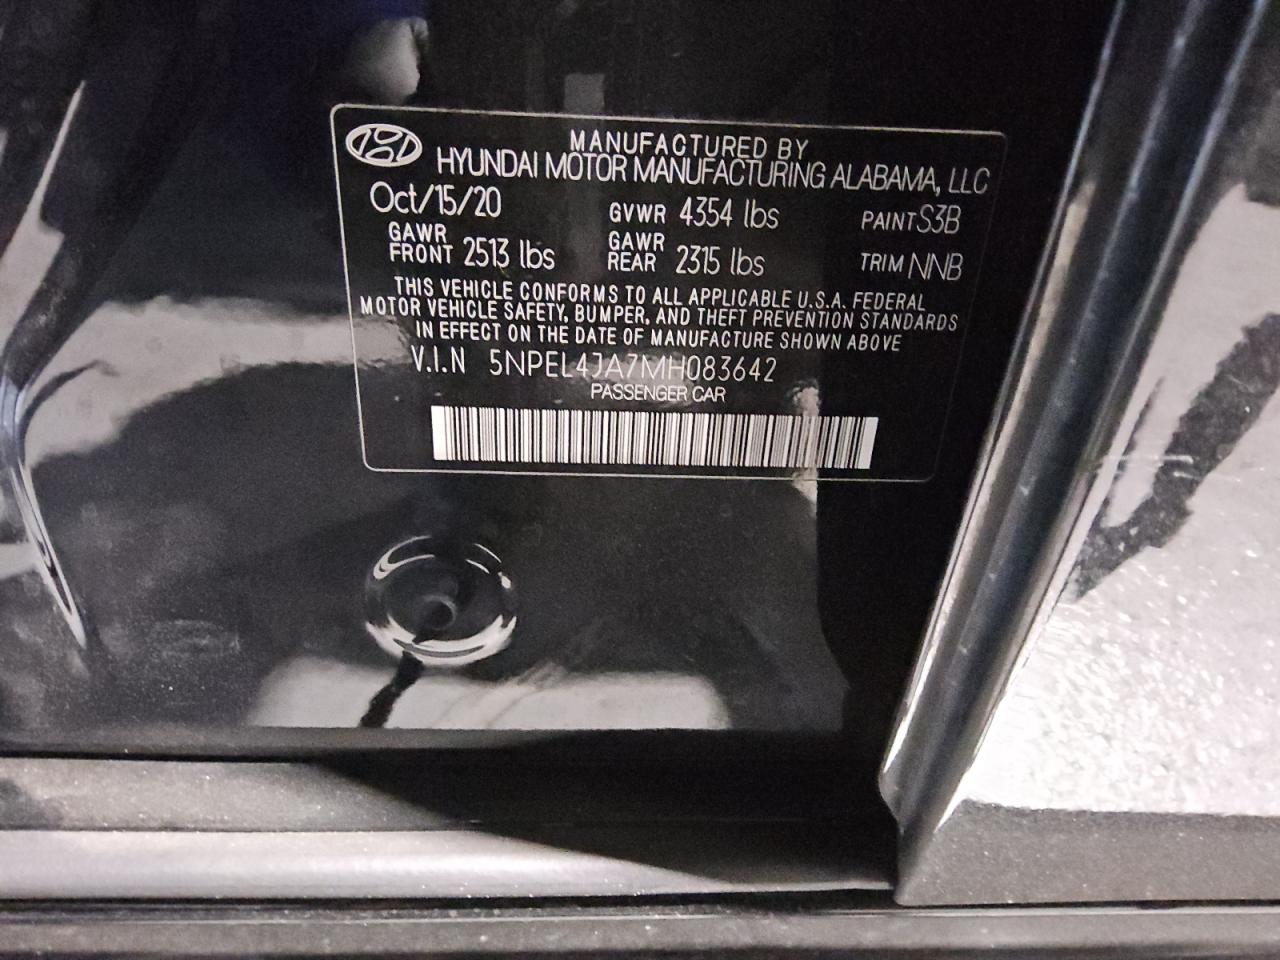 MANUFACTURED BY
HYUNDAI MOTOR MANUFACTURING ALABAMA, LLC
Oct/15/20 GVWR 4354 lbs PAINT S3B
GAWR FRONT 2513 lbs GAWR REAR 2315 lbs TRIM NNB
THIS VEHICLE CONFORMS TO ALL APPLICABLE U.S.A. FEDERAL
MOTOR VEHICLE SAFETY, BUMPER, AND THEFT PREVENTION STANDARDS
IN EFFECT ON THE DATE OF MANUFACTURE SHOWN ABOVE
V.I.N 5NPEL4JA7MH083642
PASSENGER CAR